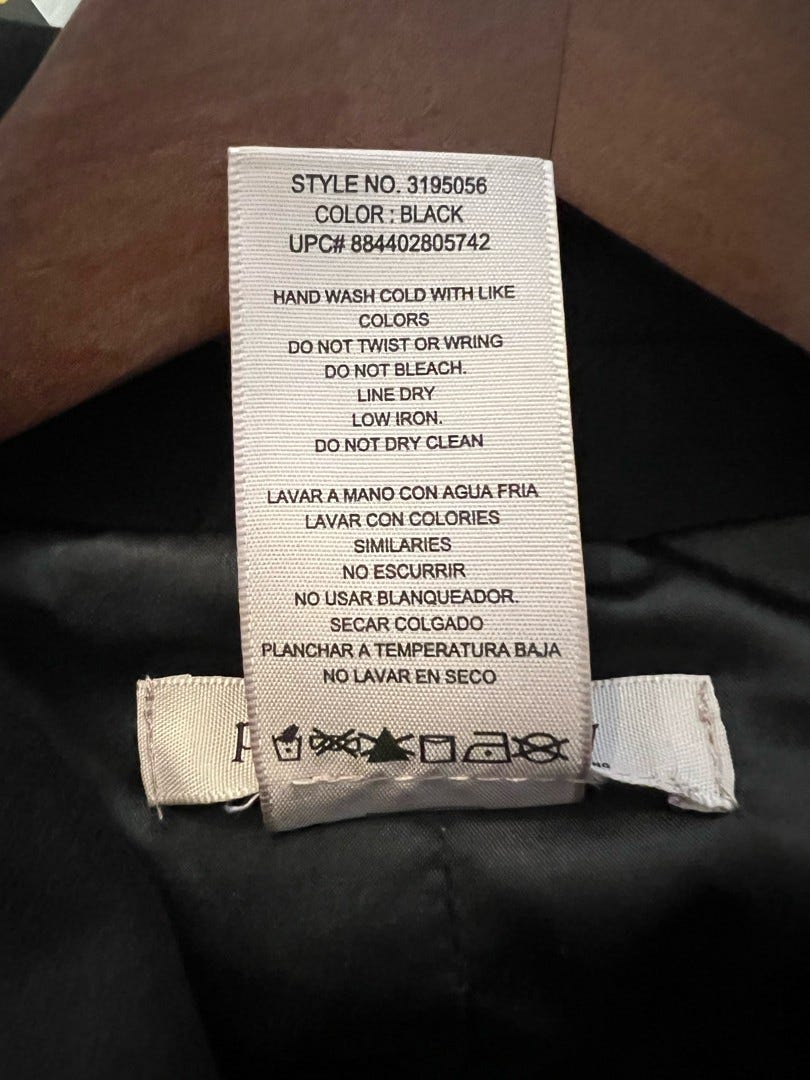 STYLE NO. 3195056
COLOR : BLACK
UPC# 884402805742
HAND WASH COLD WITH LIKE
COLORS
DO NOT TWIST OR WRING
DO NOT BLEACH.
LINE DRY
LOW IRON.
DO NOT DRY CLEAN
LAVAR A MANO CON AGUA FRIA
LAVAR CON COLORIES
SIMILARIES
NO ESCURRIR
NO USAR BLANQUEADOR.
SECAR COLGADO
PLANCHAR A TEMPERATURA BAJA
NO LAVAR EN SECO